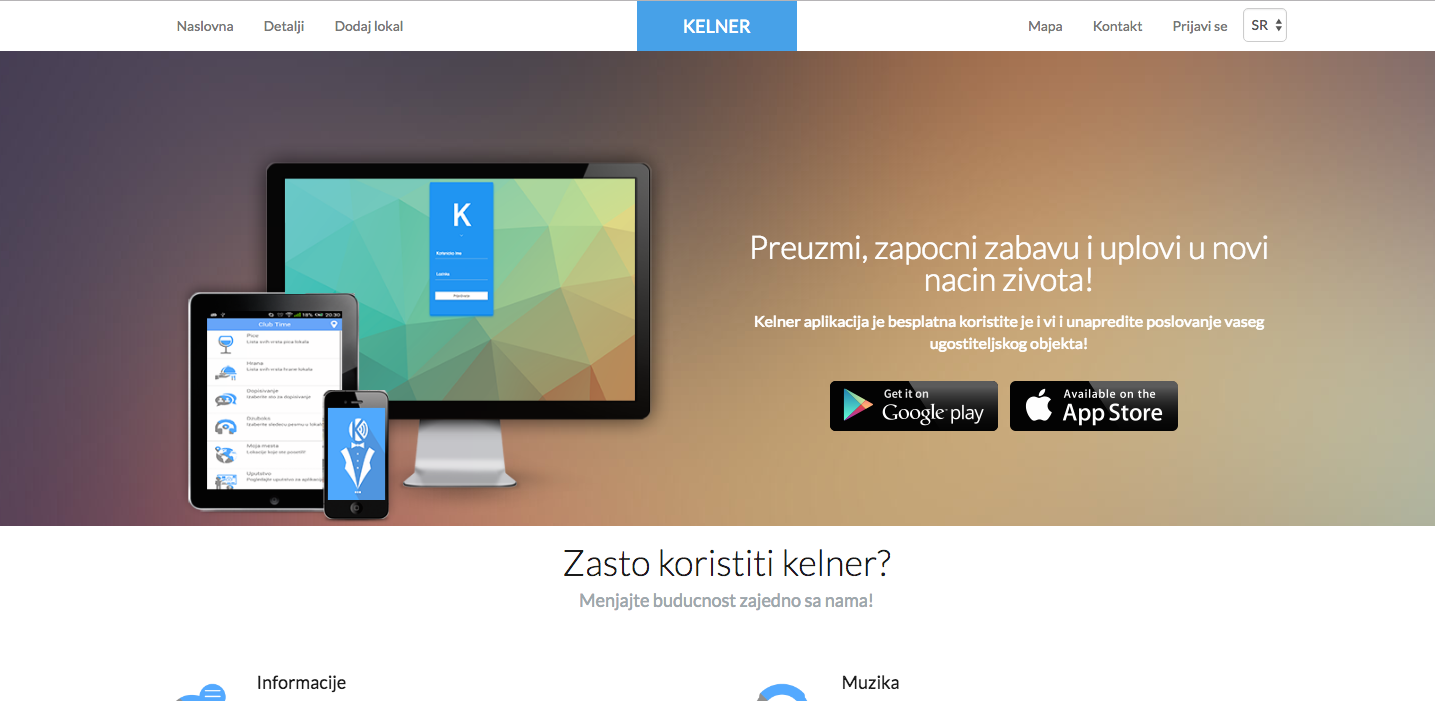 Naslovna Detalji Dodaj lokal KELNER Mapa Kontakt Prijavi se SR
K
Korisnicko ime
Lozinka
Club Time
18% 20:30
Pice
Lista svih vrsta pica lokala
Hrana
Lista svih vrsta hrane lokala
Dopisivanje
Izaberite sto za dopisivanje
Dzuboks
Izaberite sledecu pesmu u lokalu
Moja mesta
Lokacije koje ste posetili!
Uputstvo
Pogledajte uputstvo za aplikaciju
Preuzmi, zapocni zabavu i uplovi u novi
nacin zivota!
Kelner aplikacija je besplatna koristite je i vi i unapredite poslovanje vaseg
ugostiteljskog objekta!
Get it on
Google play
Available on the
App Store
Zasto koristiti kelner?
Menjajte buducnost zajedno sa nama!
Informacije Muzika